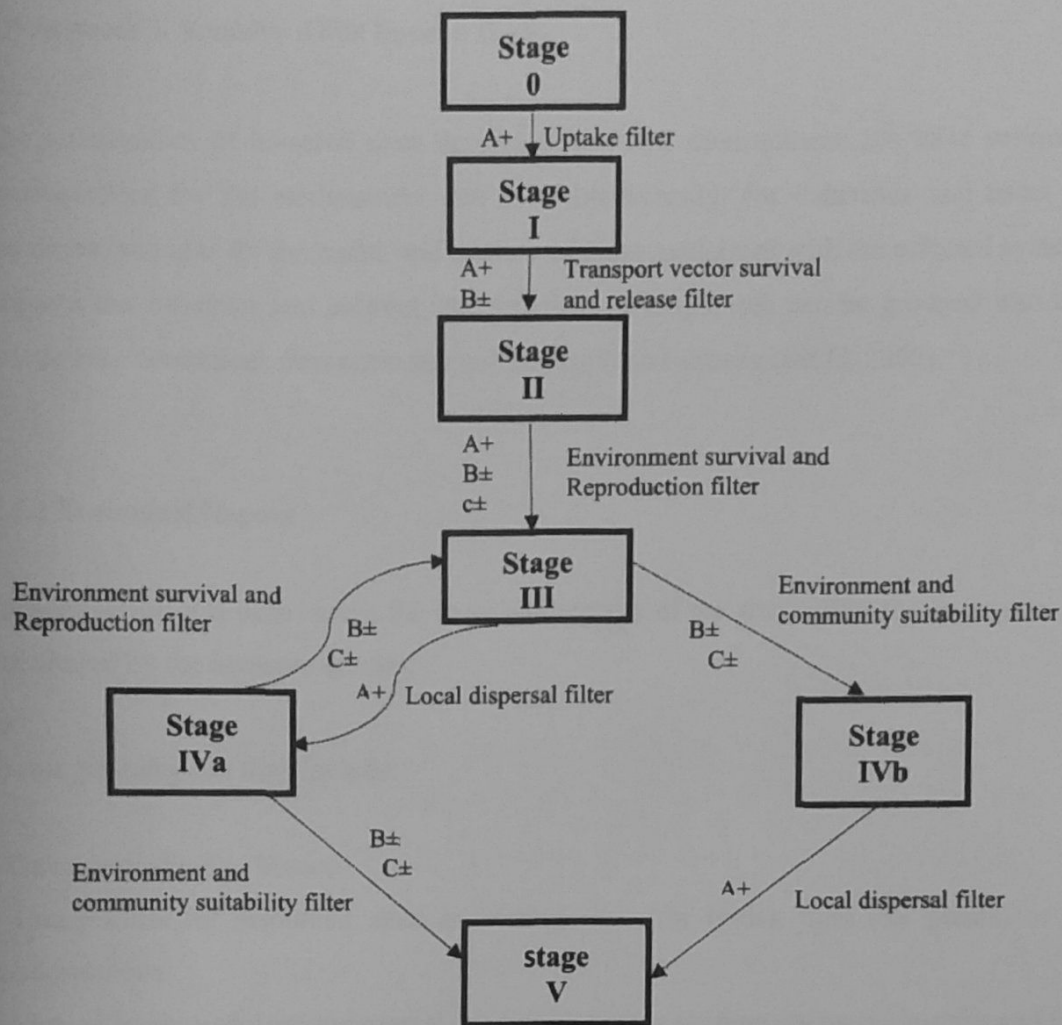 Stage
0
A+ Uptake filter
Stage
I
A+ Transport vector survival
B± and release filter
Stage
II
A+
B± Environment survival and
c± Reproduction filter
Stage
III
Environment survival and
Reproduction filter
B±
C±
Environment and
community suitability filter
B±
C±
A+ Local dispersal filter
Stage
IVa
Stage
IVb
B±
C±
Environment and
community suitability filter
A+ Local dispersal filter
stage
V